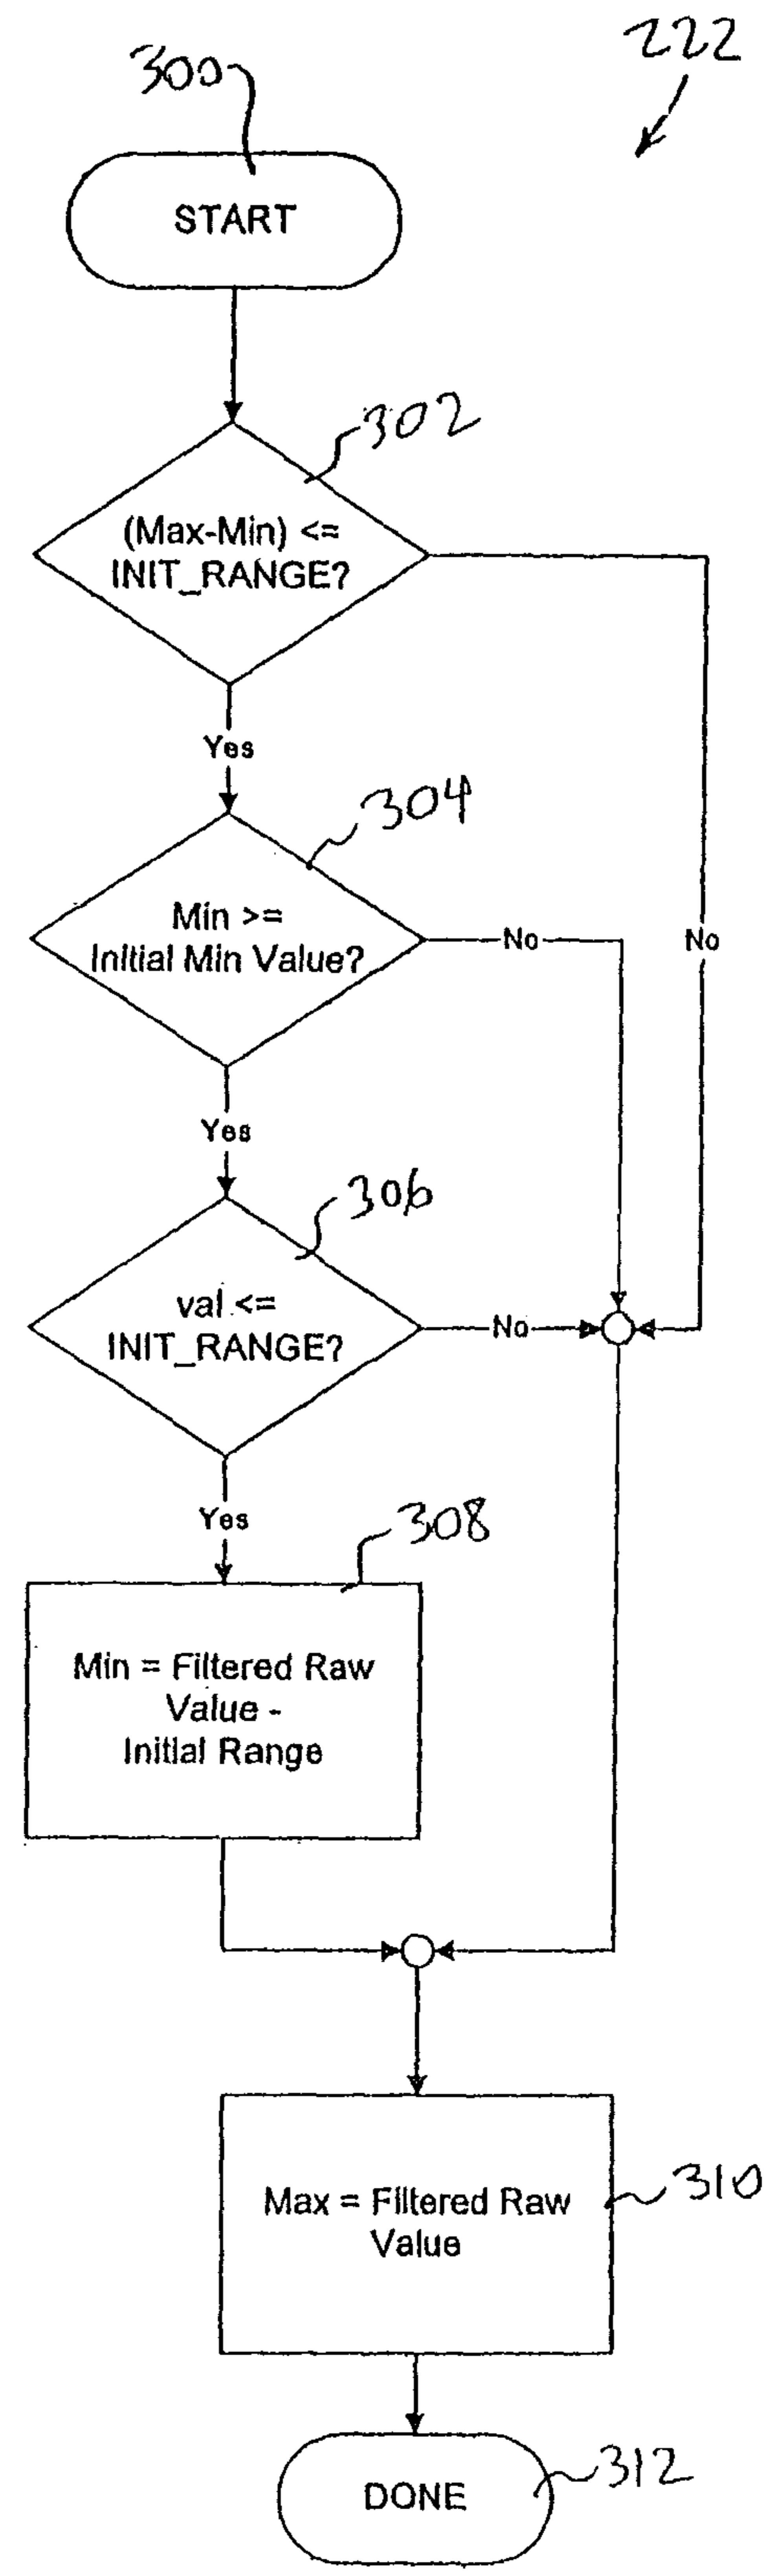 222
300
START
302
(Max-Min) <=
INIT_RANGE?
Yes
304
Min >=
Initial Min Value?
No
No
Yes
306
val <=
INIT_RANGE?
No
Yes
308
Min = Filtered Raw
Value -
Initial Range
310
Max = Filtered Raw
Value
312
DONE